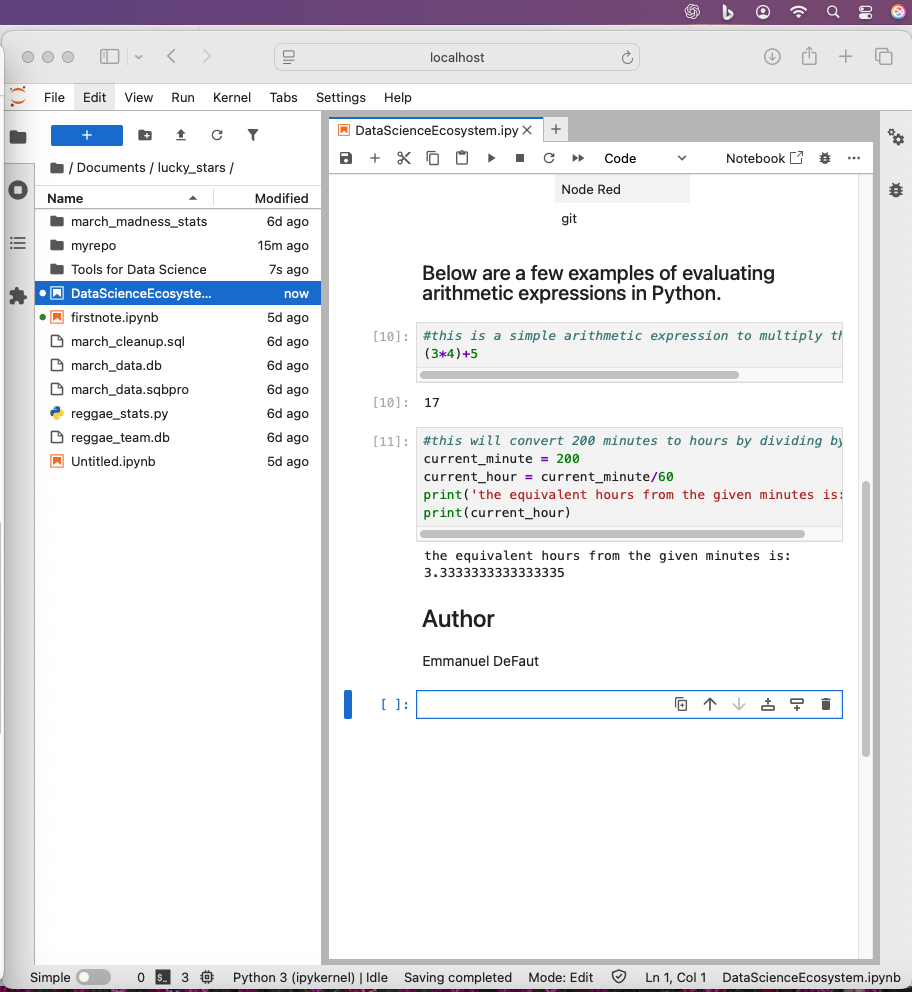 localhost
File Edit View Run Kernel Tabs Settings Help
DataScienceEcosystem.ipy
Code
Notebook
/ Documents / lucky_stars /
Name Modified
march_madness_stats 6d ago
myrepo 15m ago
Tools for Data Science 7s ago
DataScienceEcosyste... now
firstnote.ipynb 5d ago
march_cleanup.sql 6d ago
march_data.db 6d ago
march_data.sqbpro 6d ago
reggae_stats.py 6d ago
reggae_team.db 6d ago
Untitled.ipynb 5d ago
Node Red
git
Below are a few examples of evaluating
arithmetic expressions in Python.
[10]: #this is a simple arithmetic expression to multiply
(3*4)+5
[10]: 17
[11]: #this will convert 200 minutes to hours by dividing by
current_minute = 200
current_hour = current_minute/60
print('the equivalent hours from the given minutes is:
print(current_hour)
the equivalent hours from the given minutes is:
3.3333333333333335
Author
Emmanuel DeFaut
[ ]:
Simple 0 $_ 3 Python 3 (ipykernel) | Idle Saving completed Mode: Edit Ln 1, Col 1 DataScienceEcosystem.ipynb